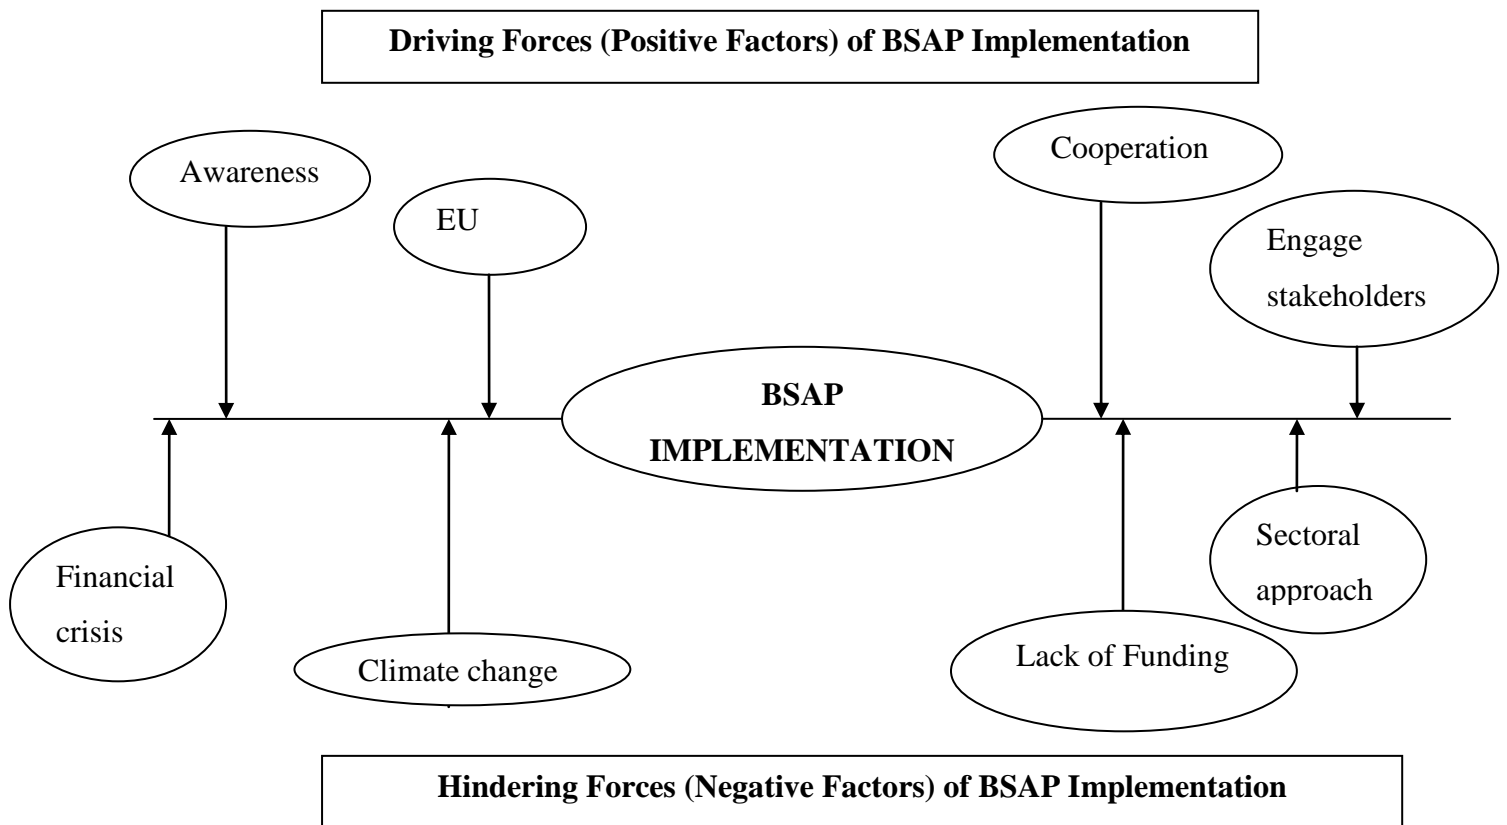 Driving Forces (Positive Factors) of BSAP Implementation
Awareness
EU
Cooperation
Engage
stakeholders
BSAP
IMPLEMENTATION
Financial
crisis
Climate change
Lack of Funding
Sectoral
approach
Hindering Forces (Negative Factors) of BSAP Implementation